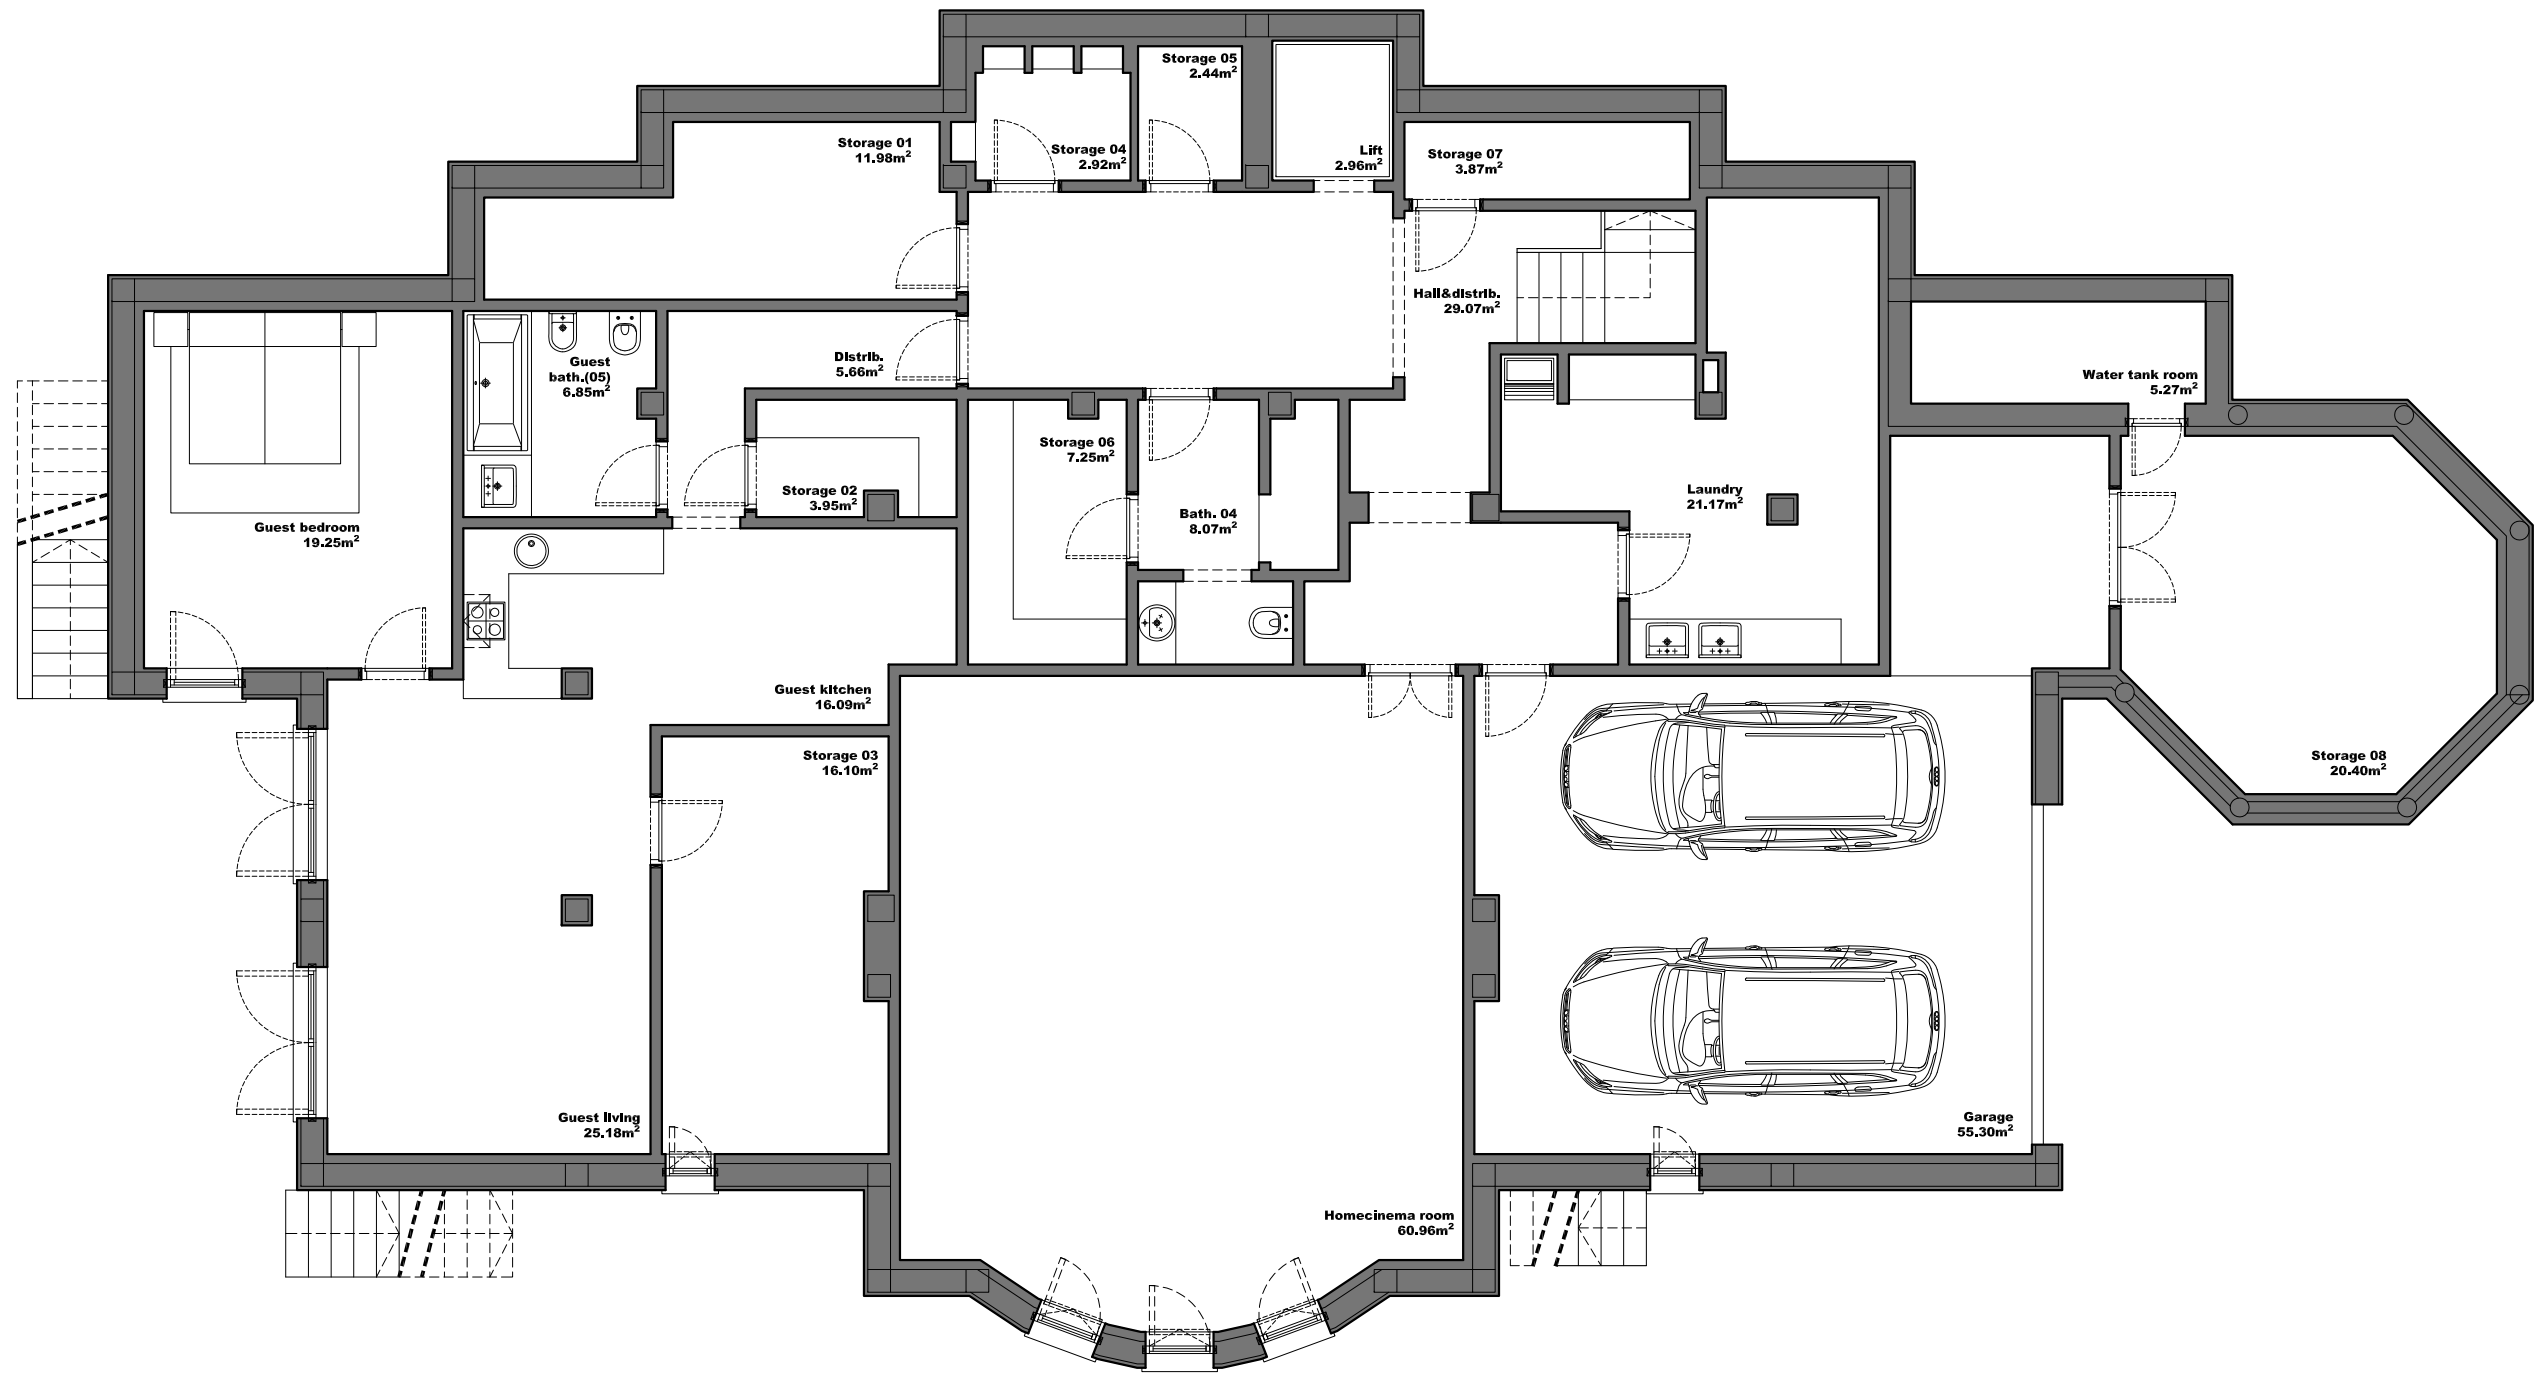 Storage 05
2.44m²
Storage 01
11.98m²
Storage 04
2.92m²
Lift
2.96m²
Storage 07
3.87m²
Hall&distrib.
29.07m²
Guest
bath.(05)
6.85m²
Distrib.
5.66m²
Water tank room
5.27m²
Storage 06
7.25m²
Storage 02
3.95m²
Laundry
21.17m²
Bath. 04
8.07m²
Guest bedroom
19.25m²
Guest kitchen
16.09m²
Storage 03
16.10m²
Storage 08
20.40m²
Guest living
25.18m²
Garage
55.30m²
Homecinema room
60.96m²